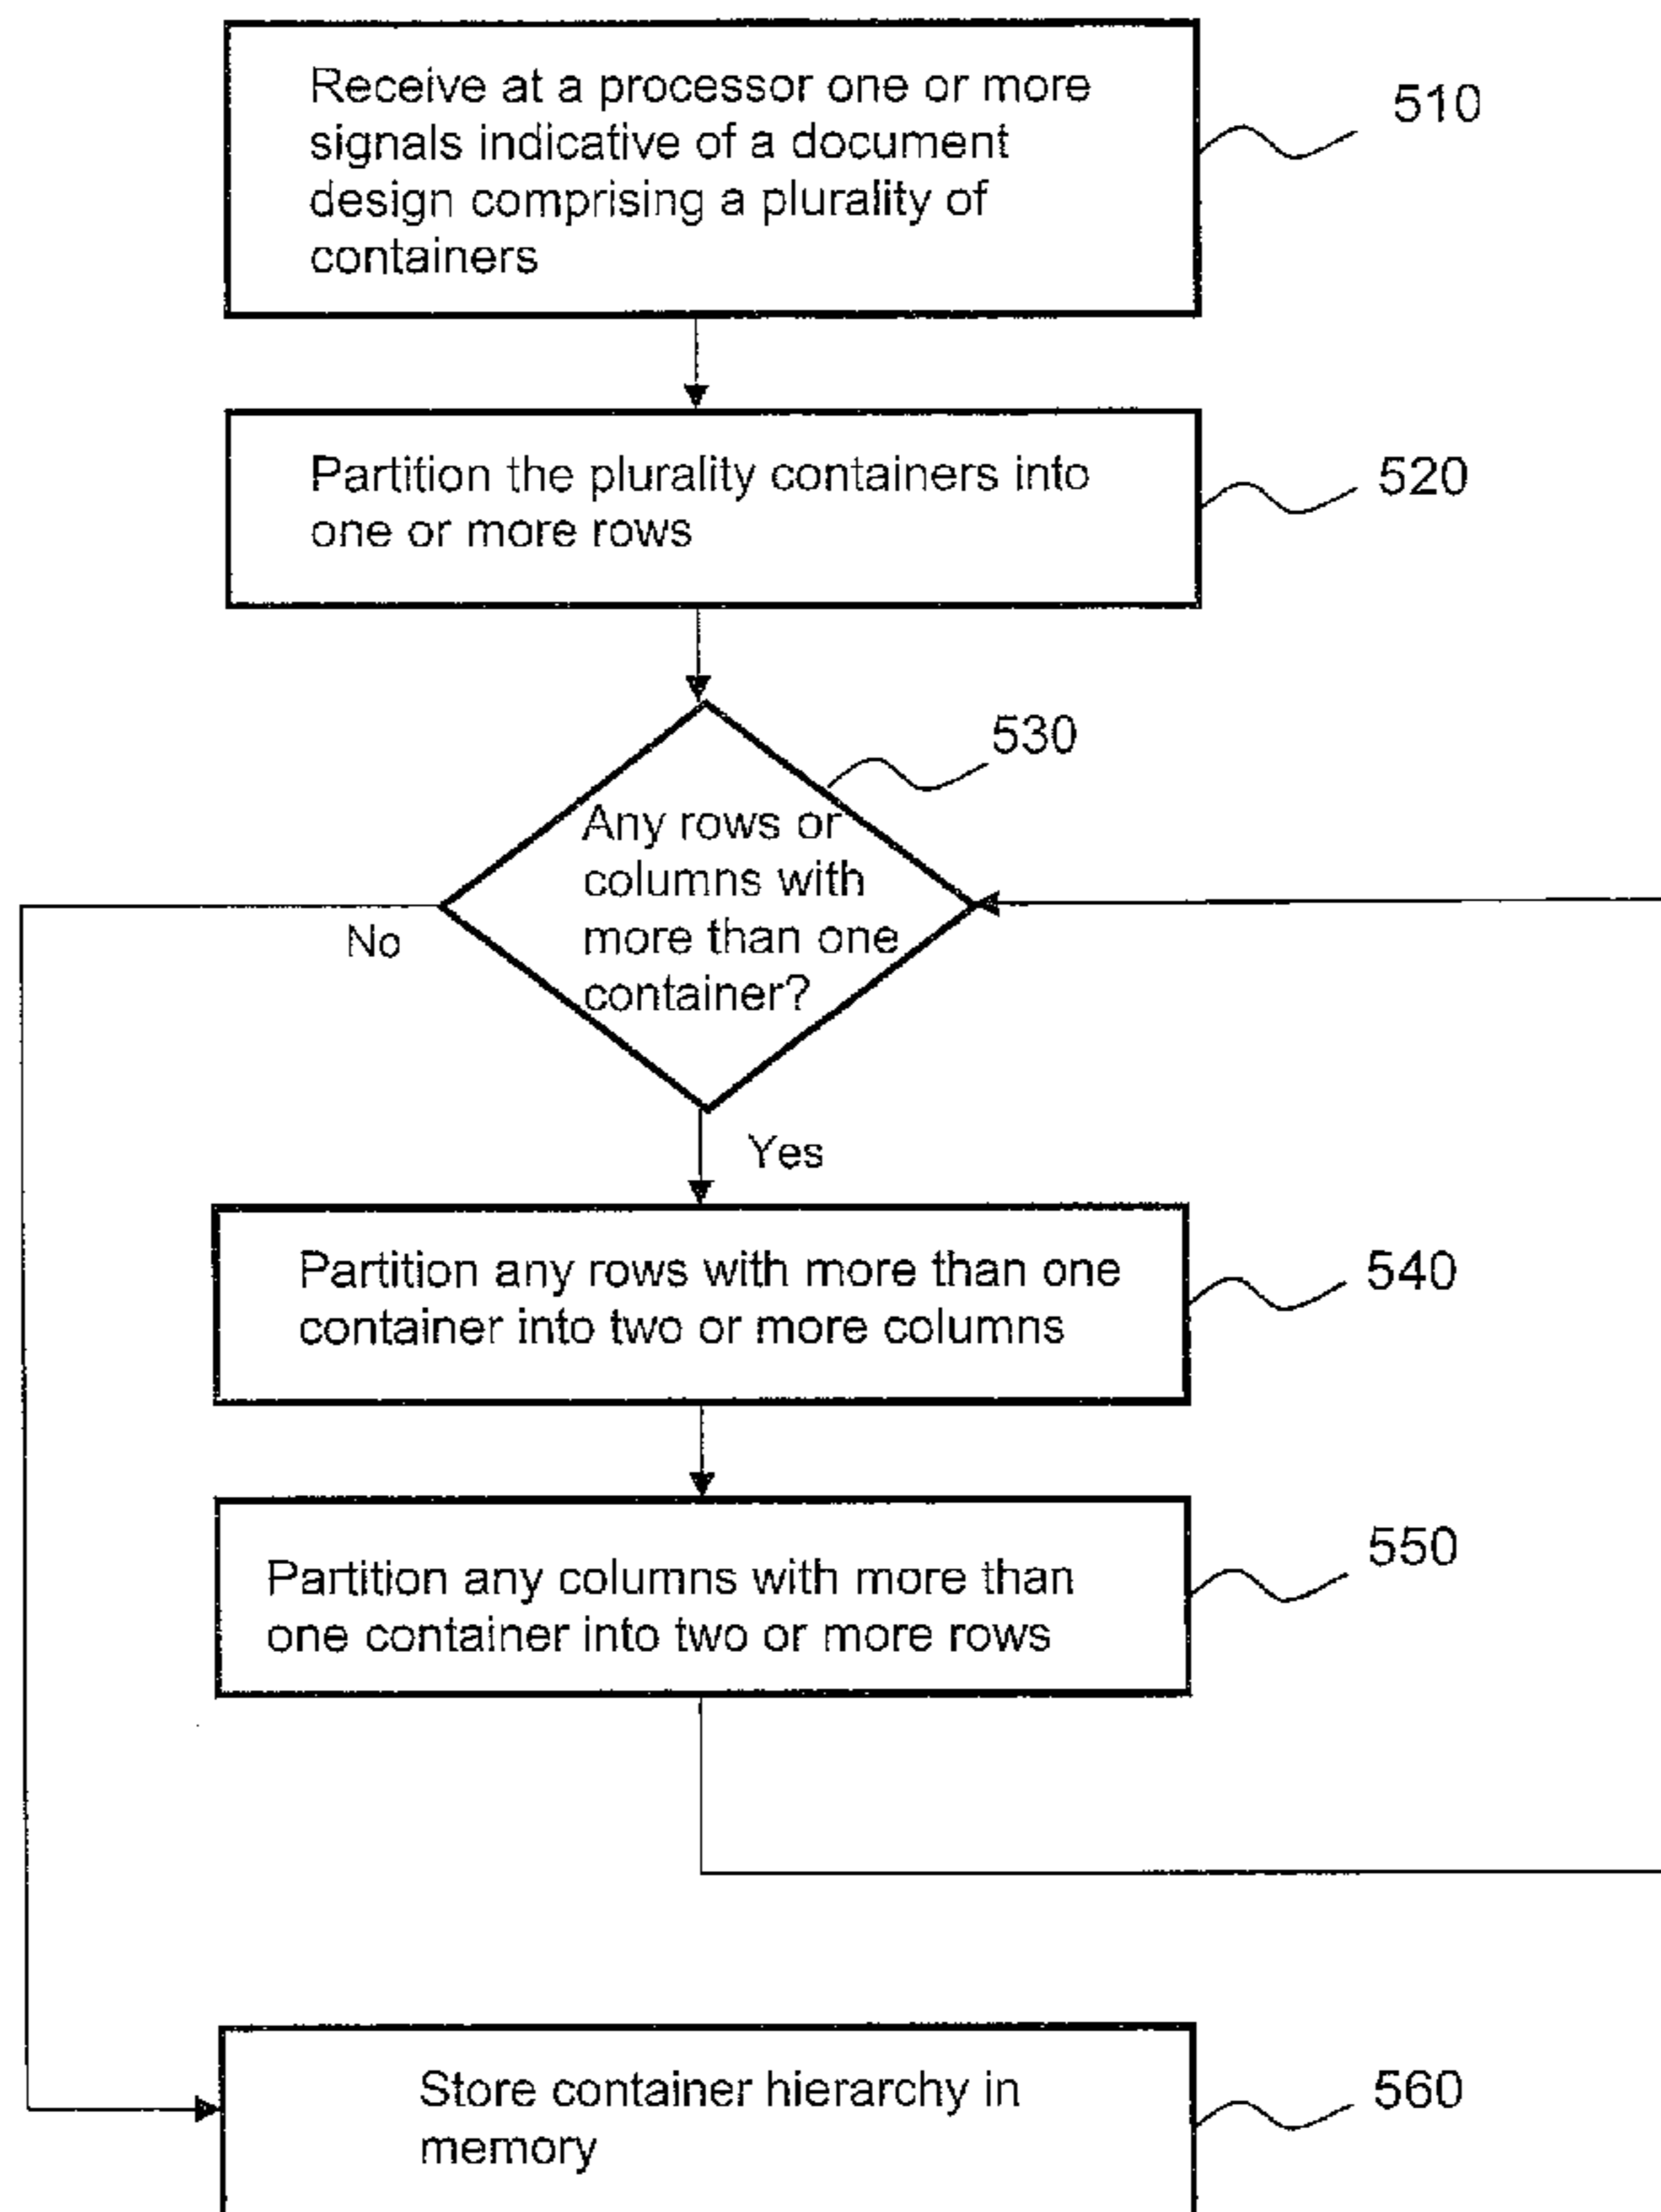 Receive at a processor one or more
signals indicative of a document
design comprising a plurality of
containers
510
Partition the plurality containers into
one or more rows
520
530
Any rows or
columns with
more than one
container?
No
Yes
Partition any rows with more than one
container into two or more columns
540
Partition any columns with more than
one container into two or more rows
550
Store container hierarchy in
memory
560